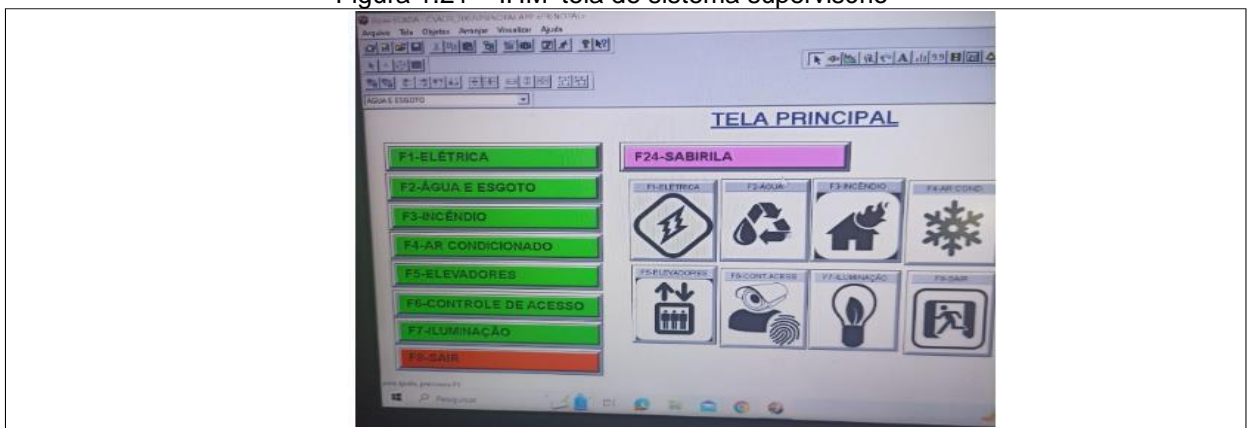 Figura 1.21 – IHM- tela do sistema supervisório
Arquivo Tela Objetos Arranjar Visualizar Ajuda
ÁGUA E ESGOTO
TELA PRINCIPAL
F1-ELÉTRICA
F24-SABIRILA
F2-ÁGUA E ESGOTO
F3-INCÊNDIO
F4-AR CONDICIONADO
F5-ELEVADORES
F6-CONTROLE DE ACESSO
F7-ILUMINAÇÃO
F8-SAIR
F1-ELETRICA
F2-AGUA
F3-INCÊNDIO
F4-AR COND
F5-ELEVADORES
F6-CONT.ACESS
F7-ILUMINAÇÃO
F8-SAIR
Pesquisar